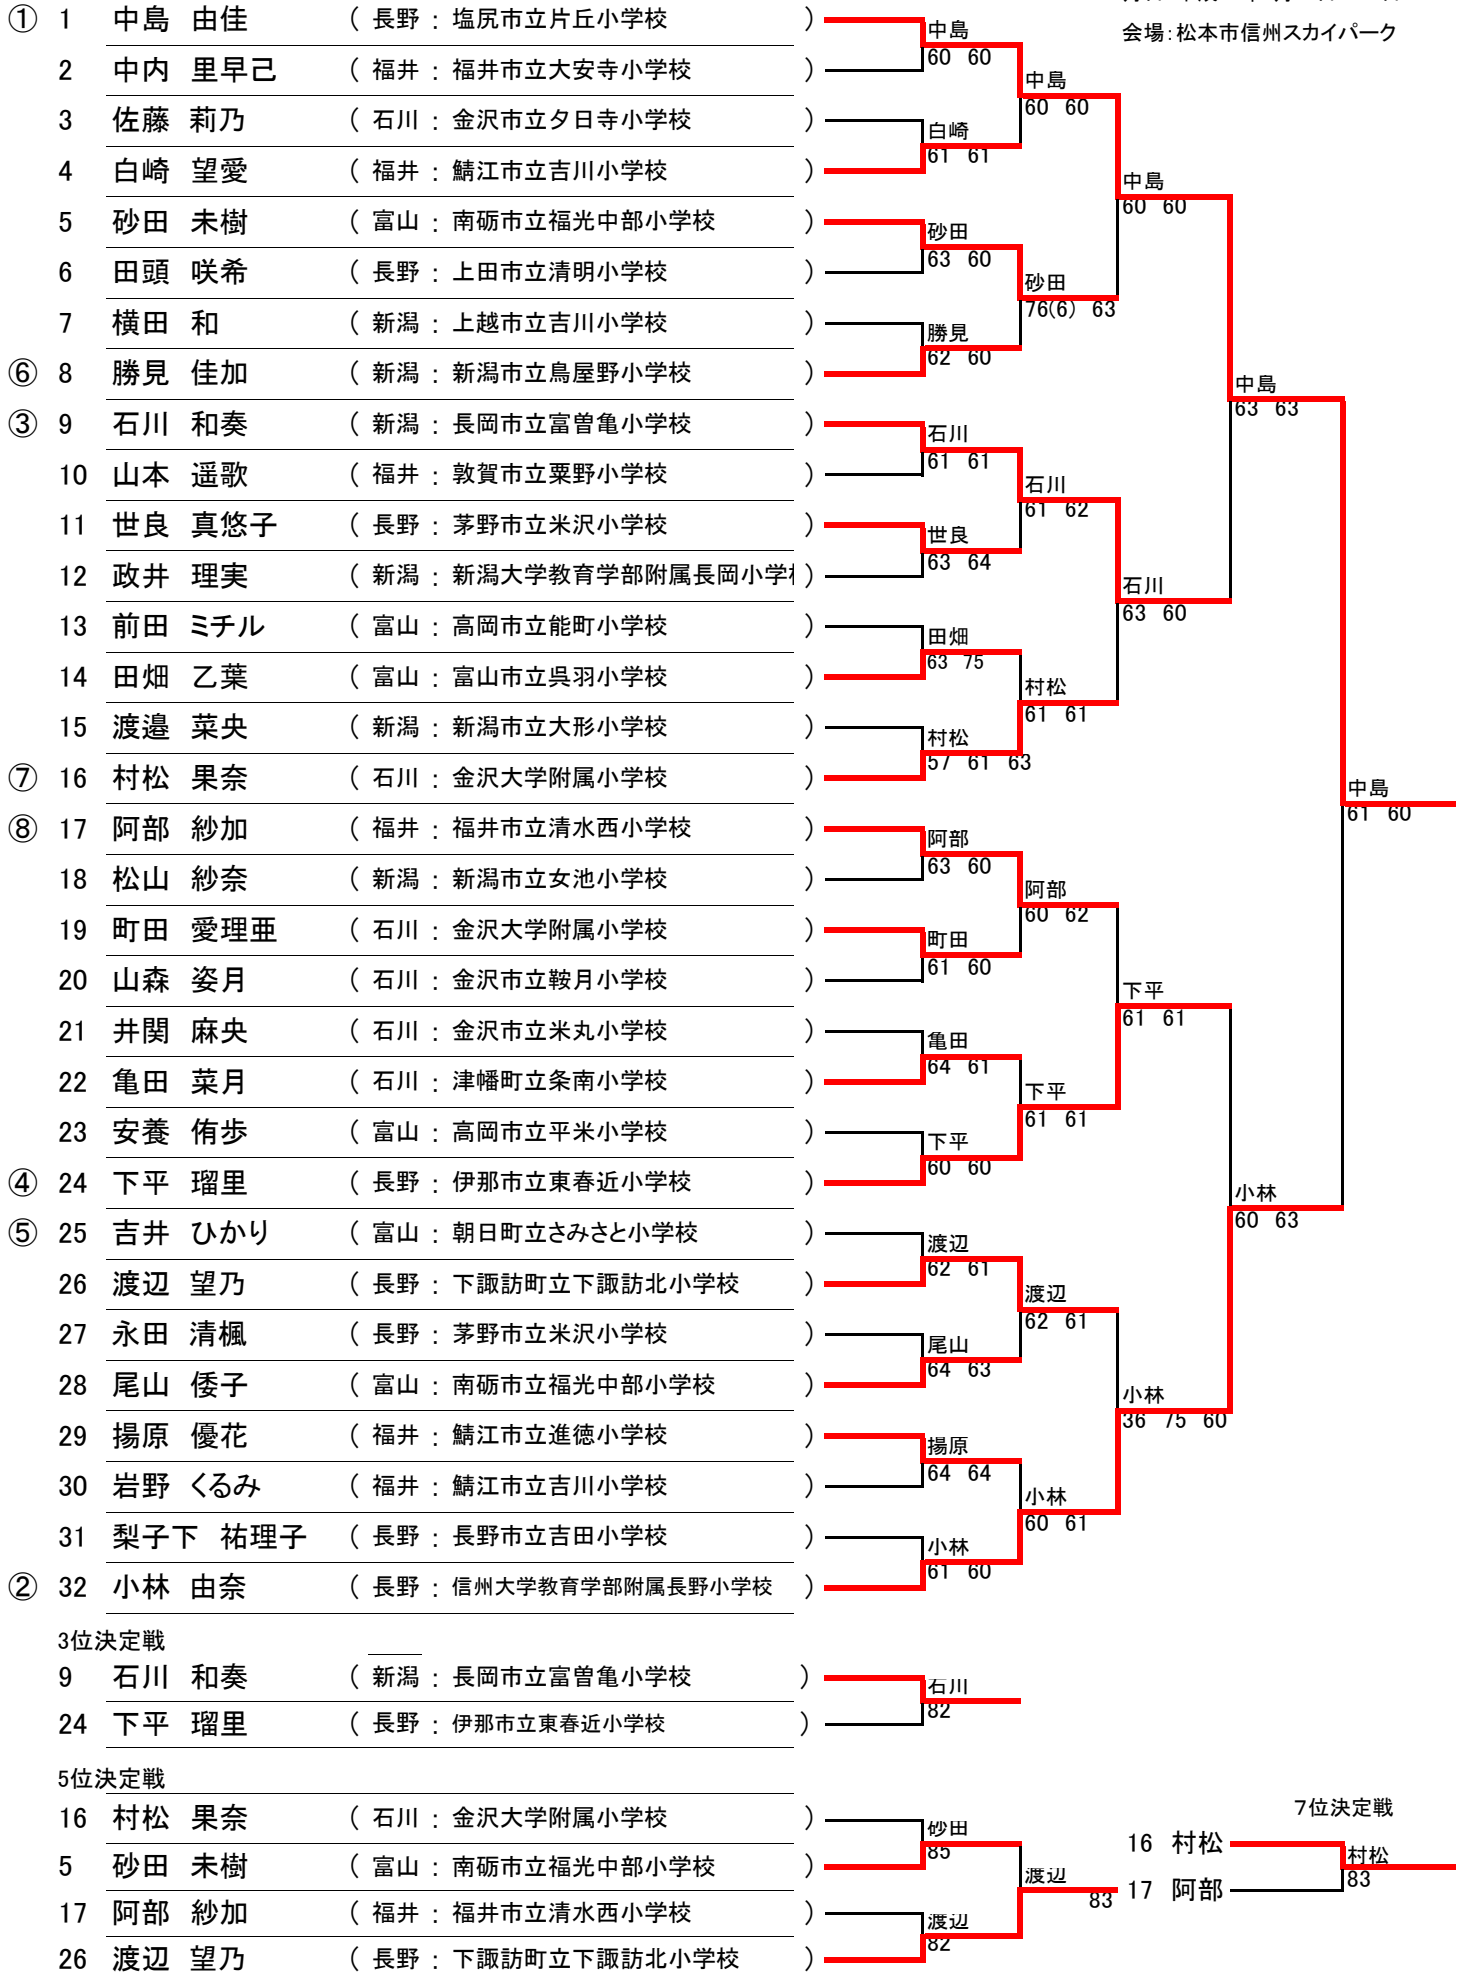 会場：松本市信州スカイパーク
① 1 中島 由佳 （ 長野 ： 塩尻市立片丘小学校 ）
中島
60 60
2 中内 里早己 （ 福井 ： 福井市立大安寺小学校 ）
中島
60 60
3 佐藤 莉乃 （ 石川 ： 金沢市立夕日寺小学校 ）
白崎
61 61
4 白崎 望愛 （ 福井 ： 鯖江市立吉川小学校 ）
中島
60 60
5 砂田 未樹 （ 富山 ： 南砺市立福光中部小学校 ）
砂田
63 60
6 田頭 咲希 （ 長野 ： 上田市立清明小学校 ）
砂田
76(6) 63
7 横田 和 （ 新潟 ： 上越市立吉川小学校 ）
勝見
62 60
⑥ 8 勝見 佳加 （ 新潟 ： 新潟市立鳥屋野小学校 ）
中島
63 63
③ 9 石川 和奏 （ 新潟 ： 長岡市立富曽亀小学校 ）
石川
61 61
10 山本 遥歌 （ 福井 ： 敦賀市立粟野小学校 ）
石川
61 62
11 世良 真悠子 （ 長野 ： 茅野市立米沢小学校 ）
世良
63 64
12 政井 理実 （ 新潟 ： 新潟大学教育学部附属長岡小学 ）
石川
63 60
13 前田 ミチル （ 富山 ： 高岡市立能町小学校 ）
田畑
63 75
14 田畑 乙葉 （ 富山 ： 富山市立呉羽小学校 ）
村松
61 61
15 渡邉 菜央 （ 新潟 ： 新潟市立大形小学校 ）
村松
57 61 63
⑦ 16 村松 果奈 （ 石川 ： 金沢大学附属小学校 ）
中島
61 60
⑧ 17 阿部 紗加 （ 福井 ： 福井市立清水西小学校 ）
阿部
63 60
18 松山 紗奈 （ 新潟 ： 新潟市立女池小学校 ）
阿部
60 62
19 町田 愛理亜 （ 石川 ： 金沢大学附属小学校 ）
町田
61 60
20 山森 姿月 （ 石川 ： 金沢市立鞍月小学校 ）
下平
61 61
21 井関 麻央 （ 石川 ： 金沢市立米丸小学校 ）
亀田
64 61
22 亀田 菜月 （ 石川 ： 津幡町立条南小学校 ）
下平
61 61
23 安養 侑歩 （ 富山 ： 高岡市立平米小学校 ）
下平
60 60
④ 24 下平 瑠里 （ 長野 ： 伊那市立東春近小学校 ）
小林
60 63
⑤ 25 吉井 ひかり （ 富山 ： 朝日町立さみさと小学校 ）
渡辺
62 61
26 渡辺 望乃 （ 長野 ： 下諏訪町立下諏訪北小学校 ）
渡辺
62 61
27 永田 清楓 （ 長野 ： 茅野市立米沢小学校 ）
尾山
64 63
28 尾山 倭子 （ 富山 ： 南砺市立福光中部小学校 ）
小林
36 75 60
29 揚原 優花 （ 福井 ： 鯖江市立進徳小学校 ）
揚原
64 64
30 岩野 くるみ （ 福井 ： 鯖江市立吉川小学校 ）
小林
60 61
31 梨子下 祐理子 （ 長野 ： 長野市立吉田小学校 ）
小林
61 60
② 32 小林 由奈 （ 長野 ： 信州大学教育学部附属長野小学校 ）
3位決定戦
9 石川 和奏 （ 新潟 ： 長岡市立富曽亀小学校 ）
石川
82
24 下平 瑠里 （ 長野 ： 伊那市立東春近小学校 ）
5位決定戦
16 村松 果奈 （ 石川 ： 金沢大学附属小学校 ）
砂田
85
5 砂田 未樹 （ 富山 ： 南砺市立福光中部小学校 ）
渡辺
83
17 阿部 紗加 （ 福井 ： 福井市立清水西小学校 ）
渡辺
82
26 渡辺 望乃 （ 長野 ： 下諏訪町立下諏訪北小学校 ）
7位決定戦
16 村松
村松
83
17 阿部